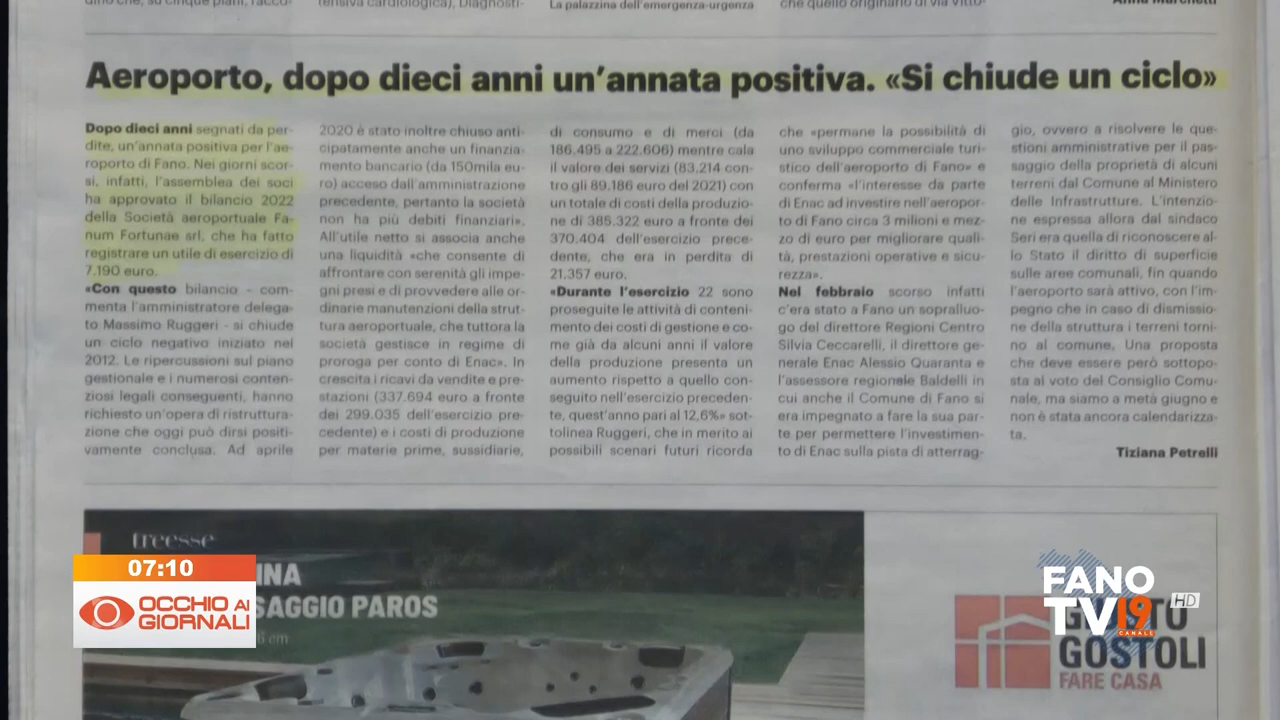 La palazzina dell'emergenza-urgenza
Aeroporto, dopo dieci anni un'annata positiva. «Si chiude un ciclo»
Dopo dieci anni segnati da per-
dite, un'annata positiva per l'ae-
roporto di Fano. Nei giorni scor-
si, infatti, l'assemblea dei soci
ha approvato il bilancio 2022
della Società aeroportuale Fa-
num Fortunae srl, che ha fatto
registrare un utile di esercizio di
7.190 euro.
«Con questo bilancio - com-
menta l'amministratore delega-
to Massimo Ruggeri - si chiude
un ciclo negativo iniziato nel
2012. Le ripercussioni sul piano
gestionale e i numerosi conten-
ziosi legali conseguenti, hanno
richiesto un'opera di ristruttura-
zione che oggi può dirsi positi-
vamente conclusa. Ad aprile
2020 è stato inoltre chiuso anti-
cipatamente anche un finanzia-
mento bancario (da 150mila eu-
ro) acceso dall'amministrazione
precedente, pertanto la società
non ha più debiti finanziari».
All'utile netto si associa anche
una liquidità «che consente di
affrontare con serenità gli impe-
gni presi e di provvedere alle or-
dinarie manutenzioni della strut-
tura aeroportuale, che tuttora la
società gestisce in regime di
proroga per conto di Enac». In
crescita i ricavi da vendite e pre-
stazioni (337.694 euro a fronte
dei 299.035 dell'esercizio pre-
cedente) e i costi di produzione
per materie prime, sussidiarie,
di consumo e di merci (da
186.495 a 222.606) mentre cala
il valore dei servizi (83.214 con-
tro gli 89.186 euro del 2021) con
un totale di costi della produzio-
ne di 385.322 euro a fronte dei
370.404 dell'esercizio prece-
dente, che era in perdita di
21.357 euro.
«Durante l'esercizio 22 sono
proseguite le attività di conteni-
mento dei costi di gestione e co-
me già da alcuni anni il valore
della produzione presenta un
aumento rispetto a quello con-
seguito nell'esercizio preceden-
te, quest'anno pari al 12,6%» sot-
tolinea Ruggeri, che in merito ai
possibili scenari futuri ricorda
che «permane la possibilità di
uno sviluppo commerciale turi-
stico dell'aeroporto di Fano» e
conferma «l'interesse da parte
di Enac ad investire nell'aeropor-
to di Fano circa 3 milioni e mez-
zo di euro per migliorare quali-
tà, prestazioni operative e sicu-
rezza».
Nel febbraio scorso infatti
c'era stato a Fano un sopralluo-
go del direttore Regioni Centro
Silvia Ceccarelli, il direttore ge-
nerale Enac Alessio Quaranta e
l'assessore regionale Baldelli in
cui anche il Comune di Fano si
era impegnato a fare la sua par-
te per permettere l'investimen-
to di Enac sulla pista di atterrag-
gio, ovvero a risolvere le que-
stioni amministrative per il pas-
saggio della proprietà di alcuni
terreni dal Comune al Ministero
delle Infrastrutture. L'intenzio-
ne espressa allora dal sindaco
Seri era quella di riconoscere al-
lo Stato il diritto di superficie
sulle aree comunali, fin quando
l'aeroporto sarà attivo, con l'im-
pegno che in caso di dismissio-
ne della struttura i terreni torni-
no al comune. Una proposta
che deve essere però sottopo-
sta al voto del Consiglio Comu-
nale, ma siamo a metà giugno e
non è stata ancora calendarizza-
ta.
Tiziana Petrelli
treesse
INA
SAGGIO PAROS
cm
07:10
OCCHIO AI
GIORNALI
FANO
TV19 HD
CANALE
GOSTOLI
FARE CASA